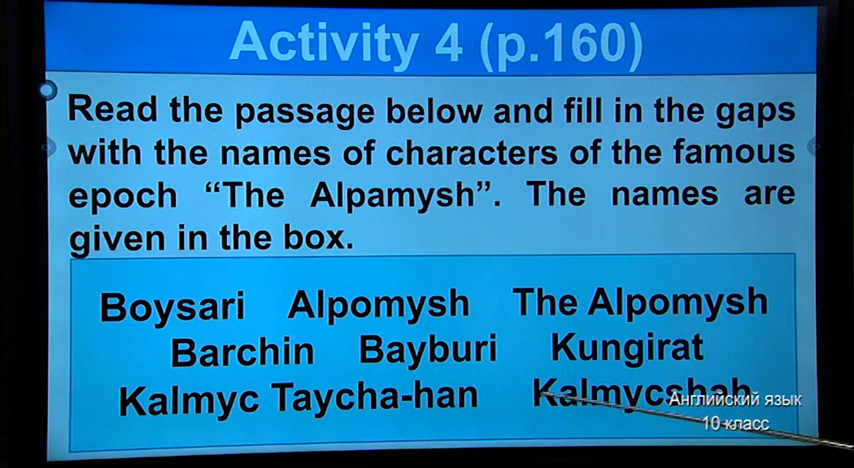 Activity 4 (p.160)
Read the passage below and fill in the gaps
with the names of characters of the famous
epoch “The Alpamysh”. The names are
given in the box.
Boysari Alpomysh The Alpomysh
Barchin Bayburi Kungirat
Kalmyc Taycha-han Kalmycshah
Английский язык
10 класс